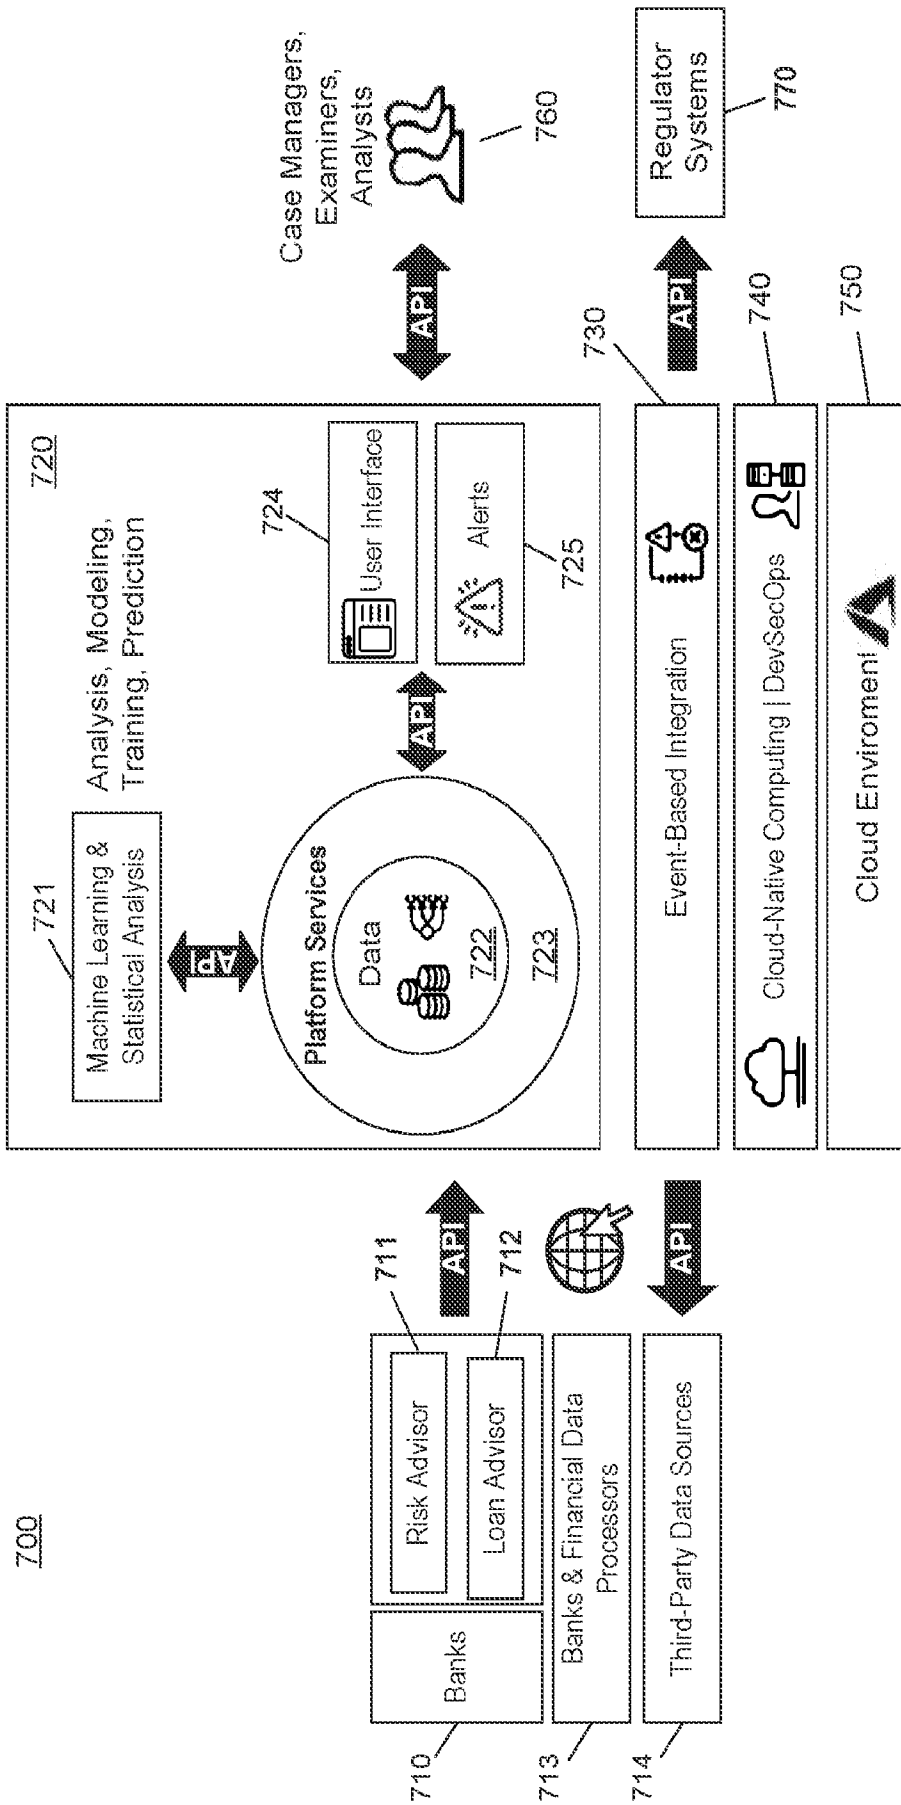 700
710
Banks
Risk Advisor
711
Loan Advisor
712
713
Banks & Financial Data
Processors
714
Third-Party Data Sources
API
API
720
721
Machine Learning &
Statistical Analysis
Analysis, Modeling,
Training, Prediction
API
Platform Services
Data
722
723
API
724
User Interface
Alerts
725
730
Event-Based Integration
740
Cloud-Native Computing | DevSecOps
750
Cloud Enviroment
API
Case Managers,
Examiners,
Analysts
760
API
Regulator
Systems
770